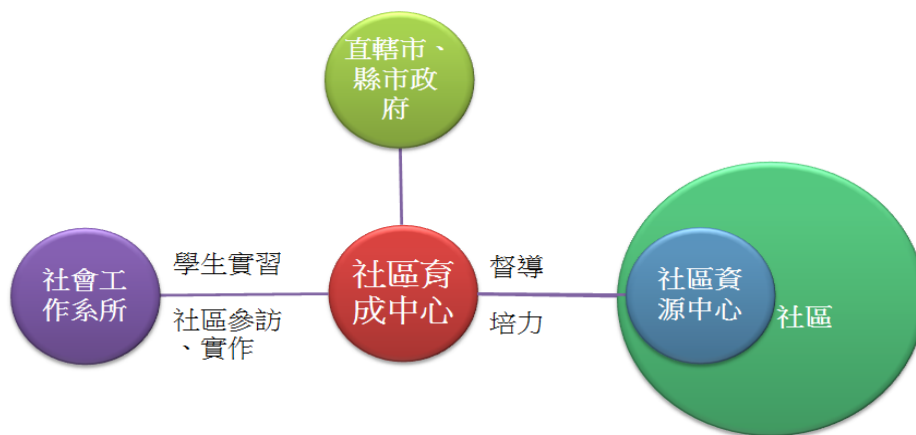 直轄市、
縣市政
府
社會工
作系所
學生實習
社區參訪
、實作
社區育
成中心
督導
培力
社區資
源中心
社區